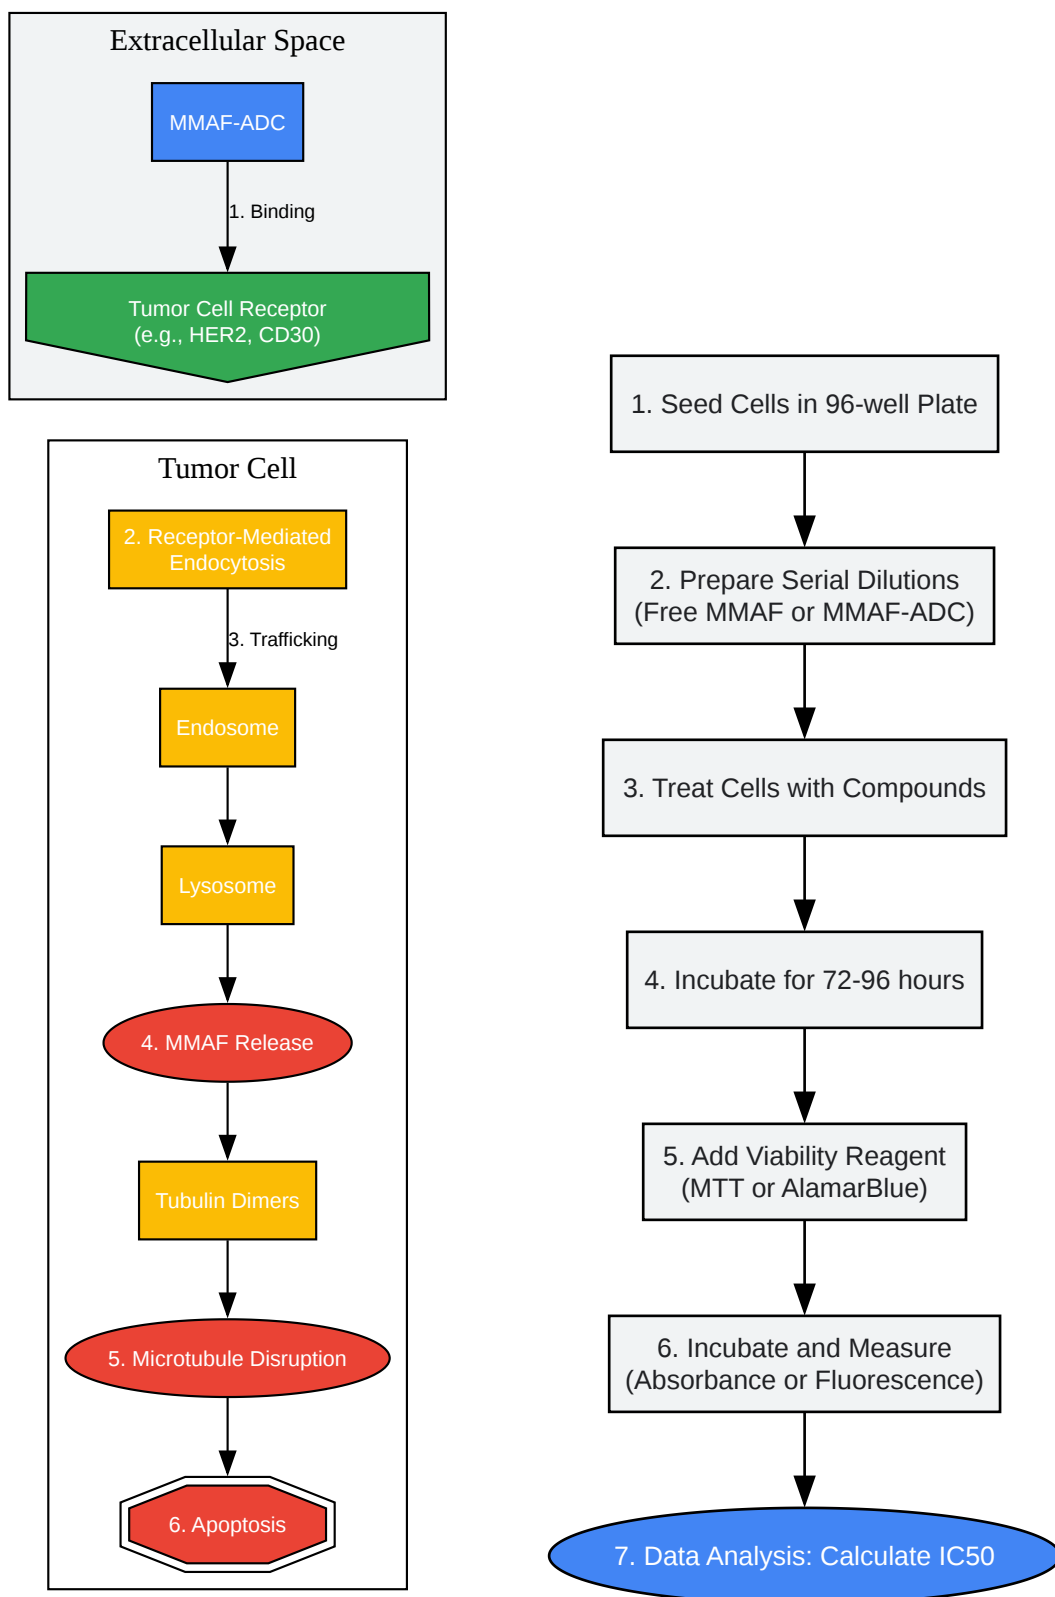 Extracellular Space
MMAF-ADC
1. Binding
Tumor Cell Receptor
(e.g., HER2, CD30)
Tumor Cell
2. Receptor-Mediated
Endocytosis
3. Trafficking
Endosome
Lysosome
4. MMAF Release
Tubulin Dimers
5. Microtubule Disruption
6. Apoptosis
1. Seed Cells in 96-well Plate
2. Prepare Serial Dilutions
(Free MMAF or MMAF-ADC)
3. Treat Cells with Compounds
4. Incubate for 72-96 hours
5. Add Viability Reagent
(MTT or AlamarBlue)
6. Incubate and Measure
(Absorbance or Fluorescence)
7. Data Analysis: Calculate IC50